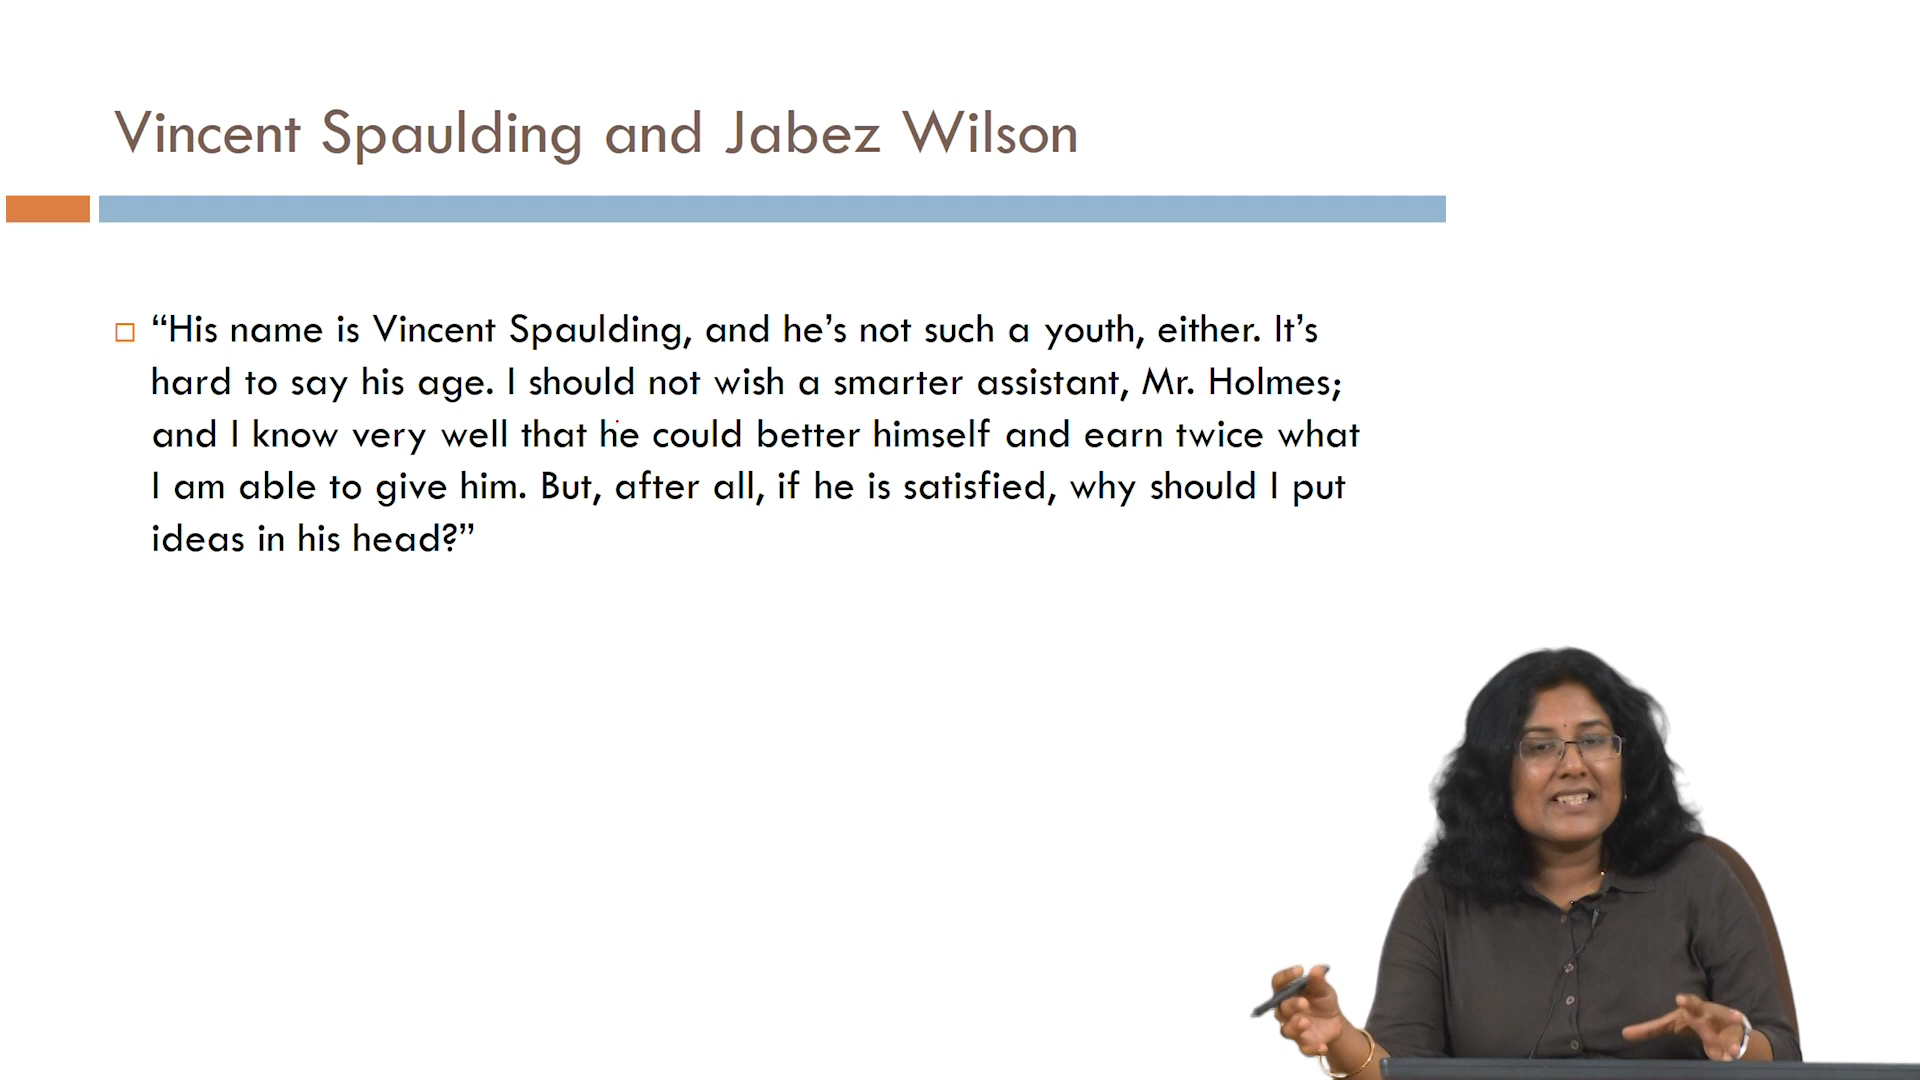 Vincent Spaulding and Jabez Wilson
“His name is Vincent Spaulding, and he’s not such a youth, either. It’s
hard to say his age. I should not wish a smarter assistant, Mr. Holmes;
and I know very well that he could better himself and earn twice what
I am able to give him. But, after all, if he is satisfied, why should I put
ideas in his head?”